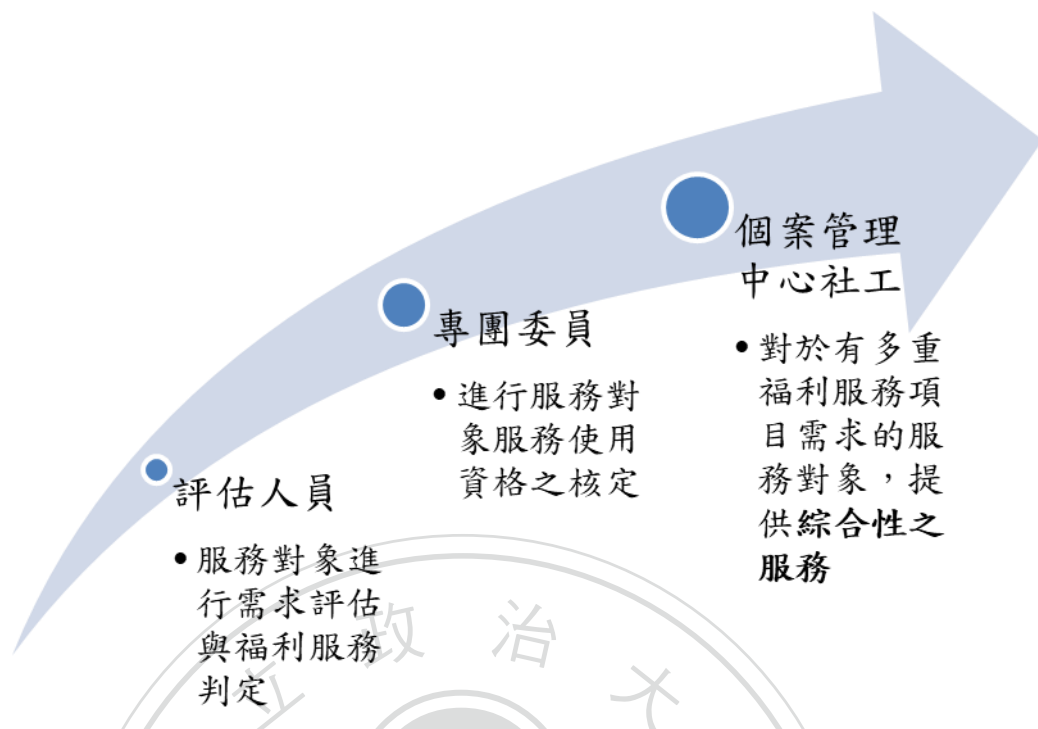 評估人員
• 服務對象進
行需求評估
與福利服務
判定
專團委員
• 進行服務對
象服務使用
資格之核定
個案管理
中心社工
• 對於有多重
福利服務項
目需求的服
務對象，提
供綜合性之
服務
立政治大